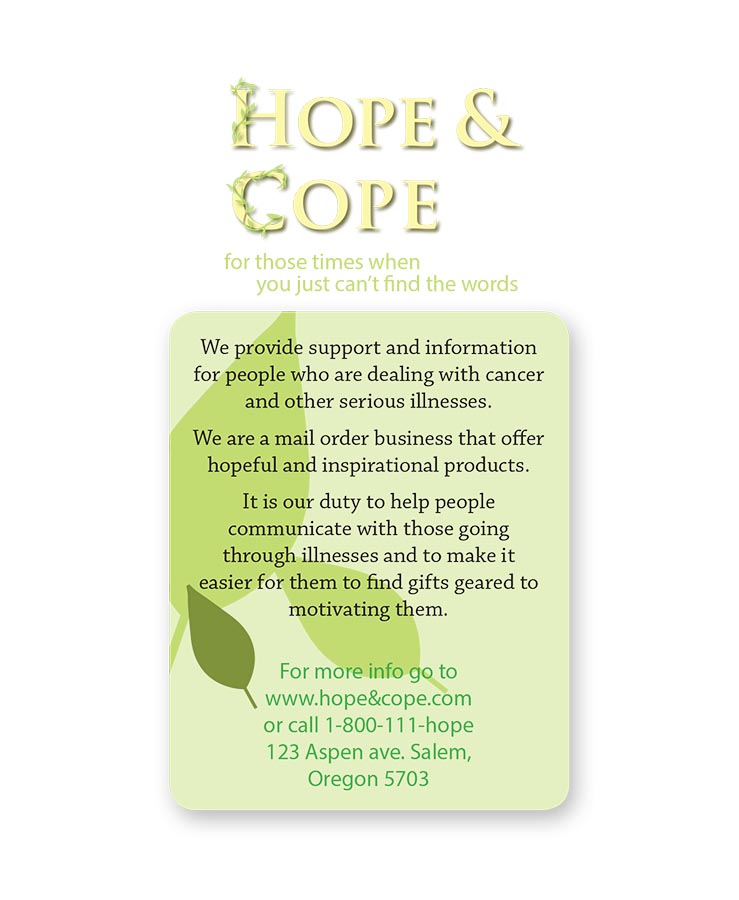 HOPE &
COPE
for those times when
you just can’t find the words
We provide support and information
for people who are dealing with cancer
and other serious illnesses.
We are a mail order business that offer
hopeful and inspirational products.
It is our duty to help people
communicate with those going
through illnesses and to make it
easier for them to find gifts geared to
motivating them.
For more info go to
www.hope&cope.com
or call 1-800-111-hope
123 Aspen ave. Salem,
Oregon 5703